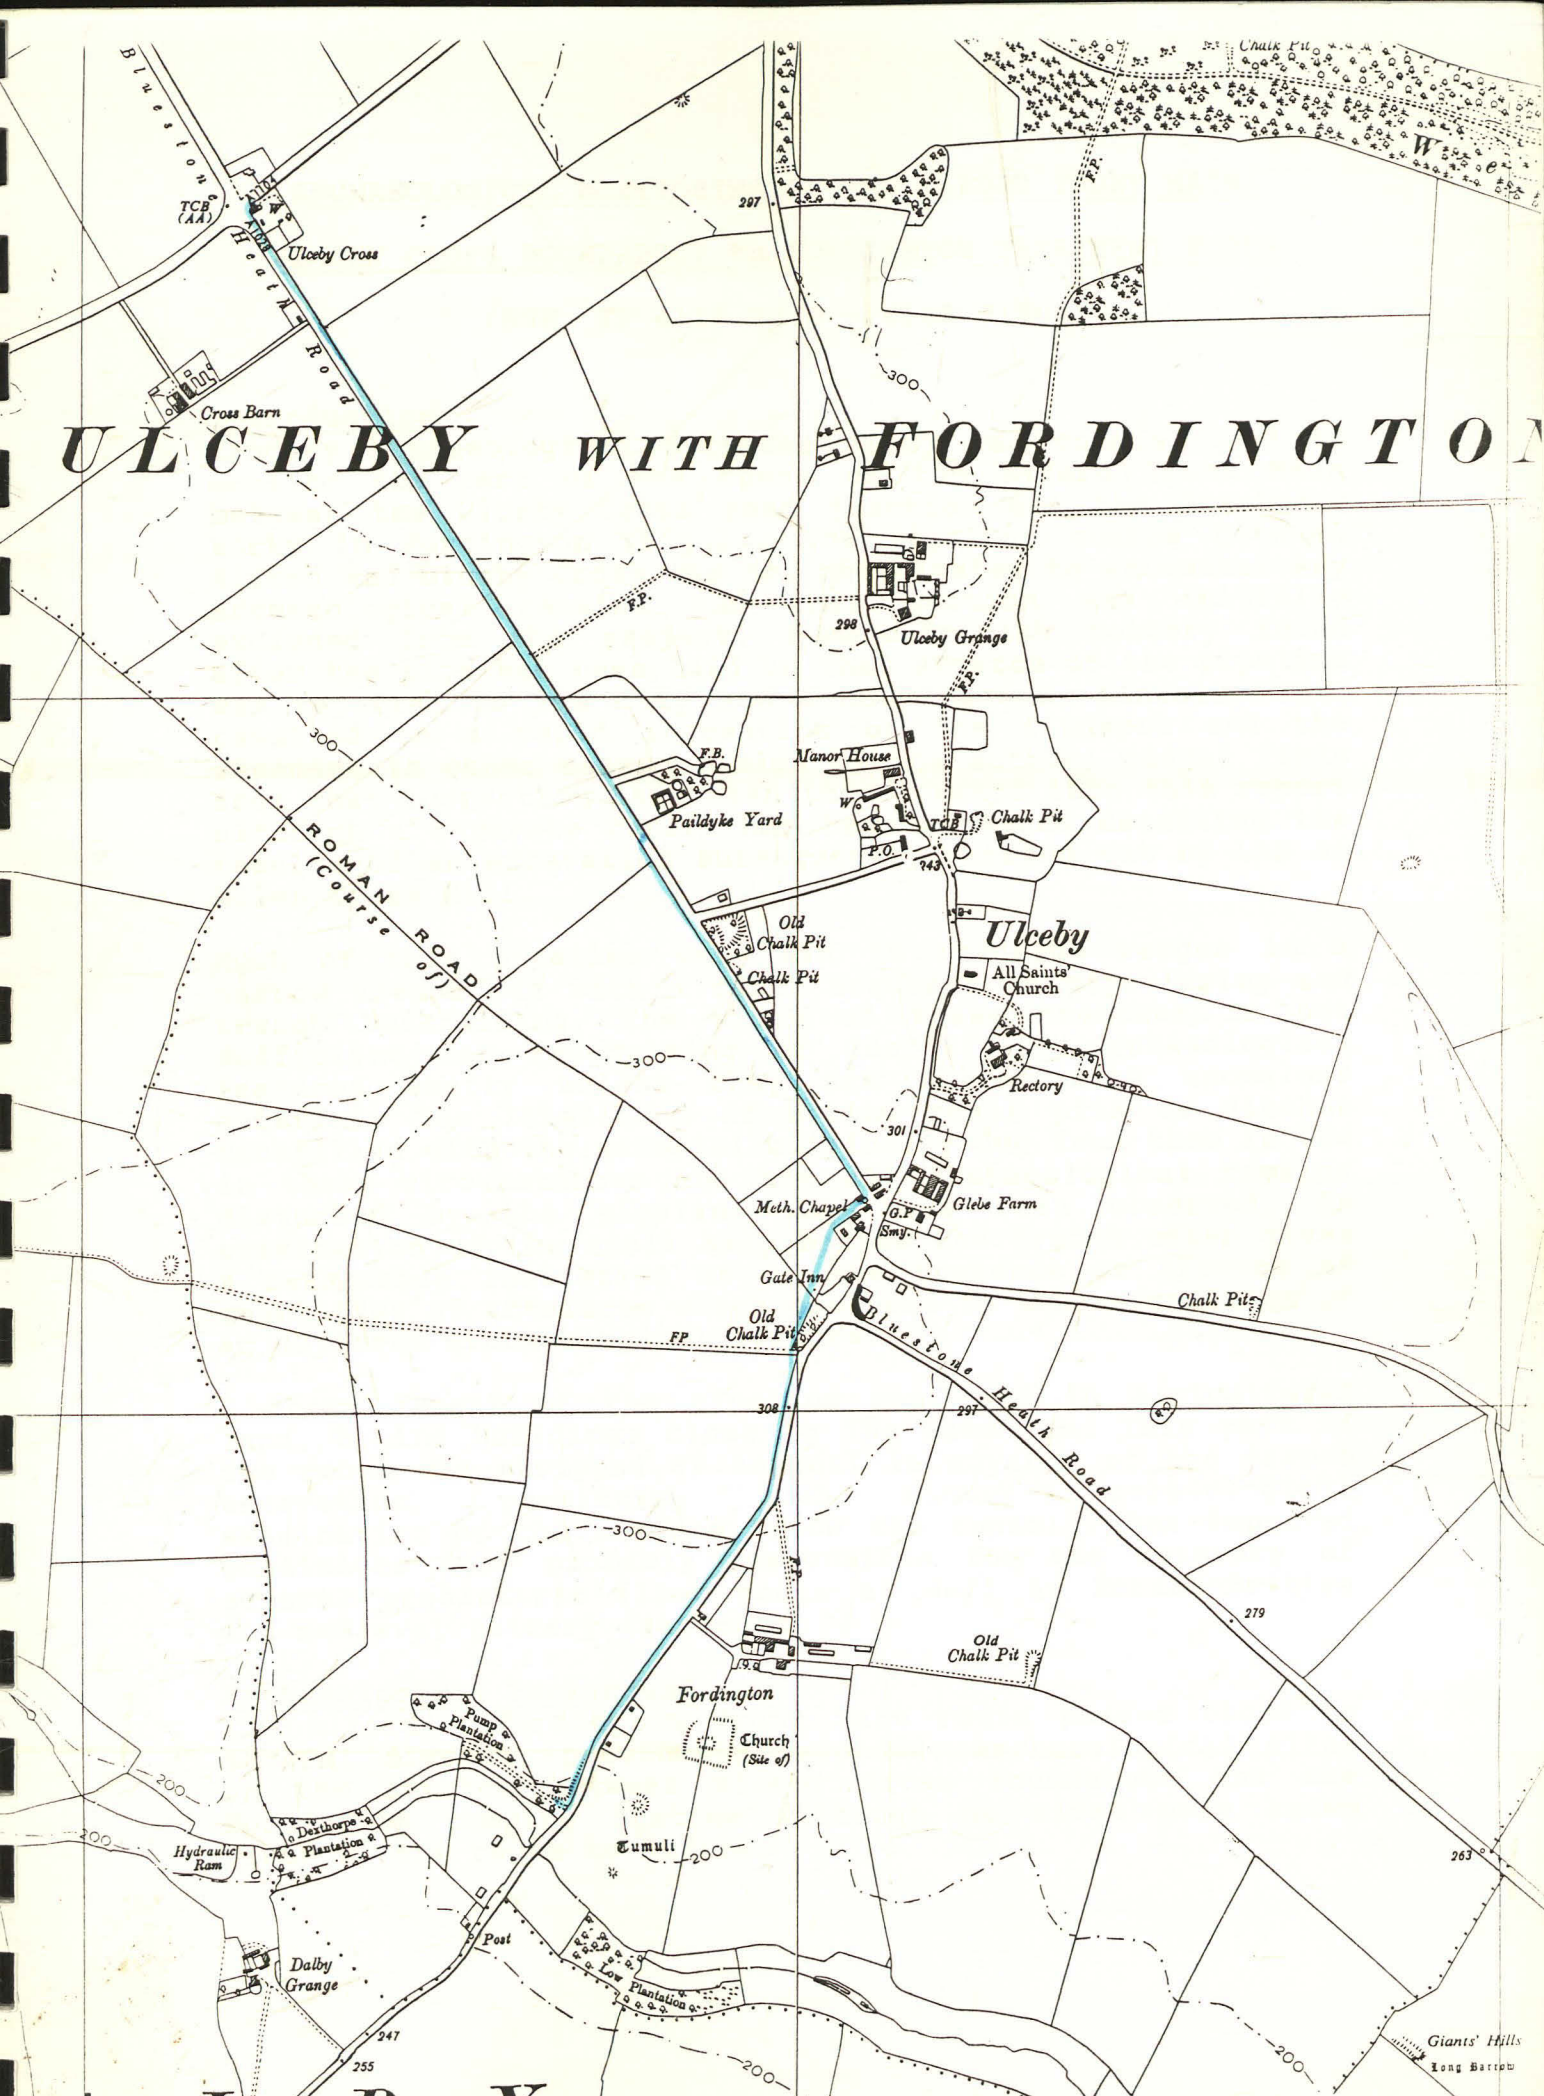 Chalk Pit
Bluestone
W e
F.P.
A1104
W
TCB
(AA)
A1028
297
Heath
Ulceby Cross
Road
300
Cross Barn
ULCEBY WITH FORDINGTON
F.P.
298
Ulceby Grange
F.P.
300
F.B.
Manor House
W
Paildyke Yard
TCB
Chalk Pit
P.O.
243
ROMAN ROAD
(Course of)
Old
Chalk Pit
Ulceby
Chalk Pit
All Saints'
Church
300
Rectory
301
Meth. Chapel
Glebe Farm
G.P
Smy.
Gate Inn
Chalk Pit
Old
Chalk Pit
FP
Bluestone Heath Road
308
297
300
F.P.
279
Old
Chalk Pit
Fordington
Pump
Plantation
Church
(Site of)
200
200
Dexthorpe
Plantation
Hydraulic
Ram
Tumuli
200
263
Post
Dalby
Grange
Low Plantation
247
255
200
200
Giants' Hills
Long Barrow